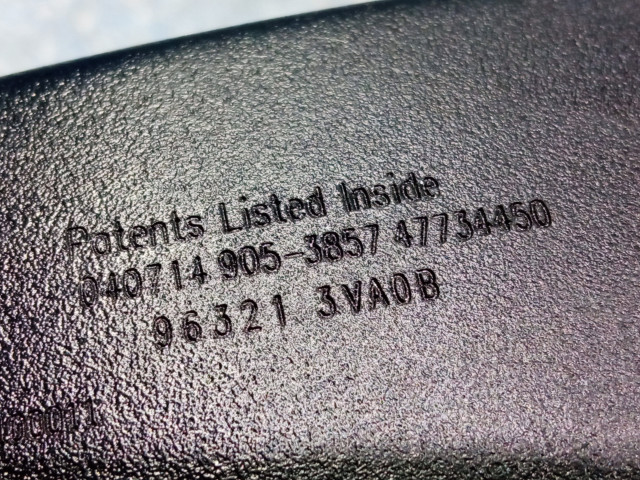 Patents Listed Inside
040714 905-3857 47734450
96321 3VA0B